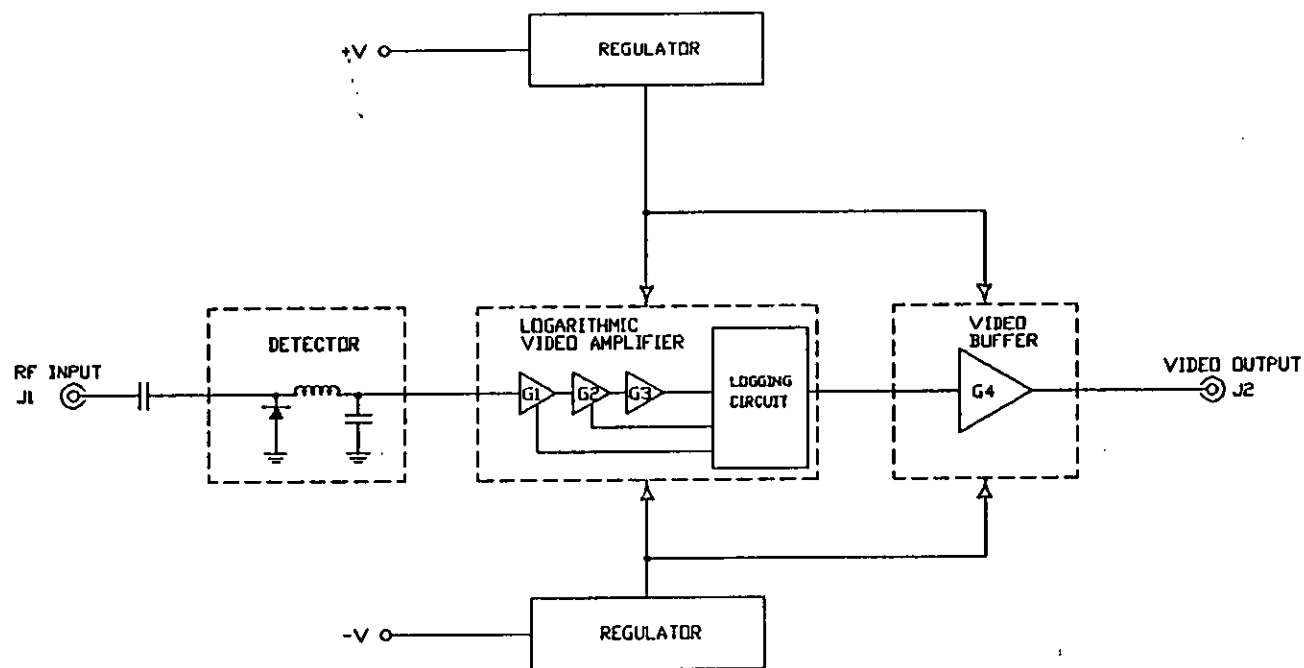 REGULATOR
+V
LOGARITHMIC
VIDEO AMPLIFIER
VIDEO
BUFFER
DETECTOR
RF INPUT
J1
G1
G2
G3
LOGGING
CIRCUIT
G4
VIDEO OUTPUT
J2
-V
REGULATOR